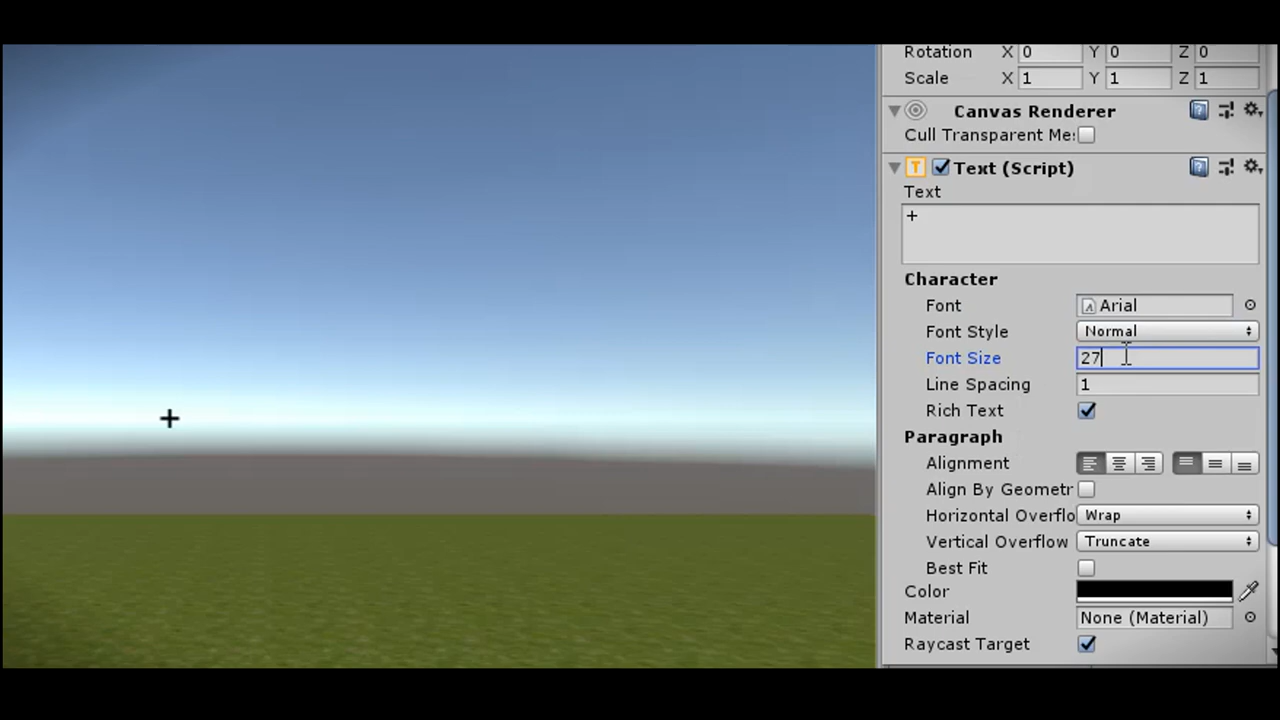 Rotation X 0 Y 0 Z 0
Scale X 1 Y 1 Z 1
Canvas Renderer
Cull Transparent Me:
T Text (Script)
Text
+
Character
Font Arial
Font Style Normal
Font Size 27
Line Spacing 1
Rich Text
Paragraph
Alignment
Align By Geometr
Horizontal Overflo Wrap
Vertical Overflow Truncate
Best Fit
Color
Material None (Material)
Raycast Target
+